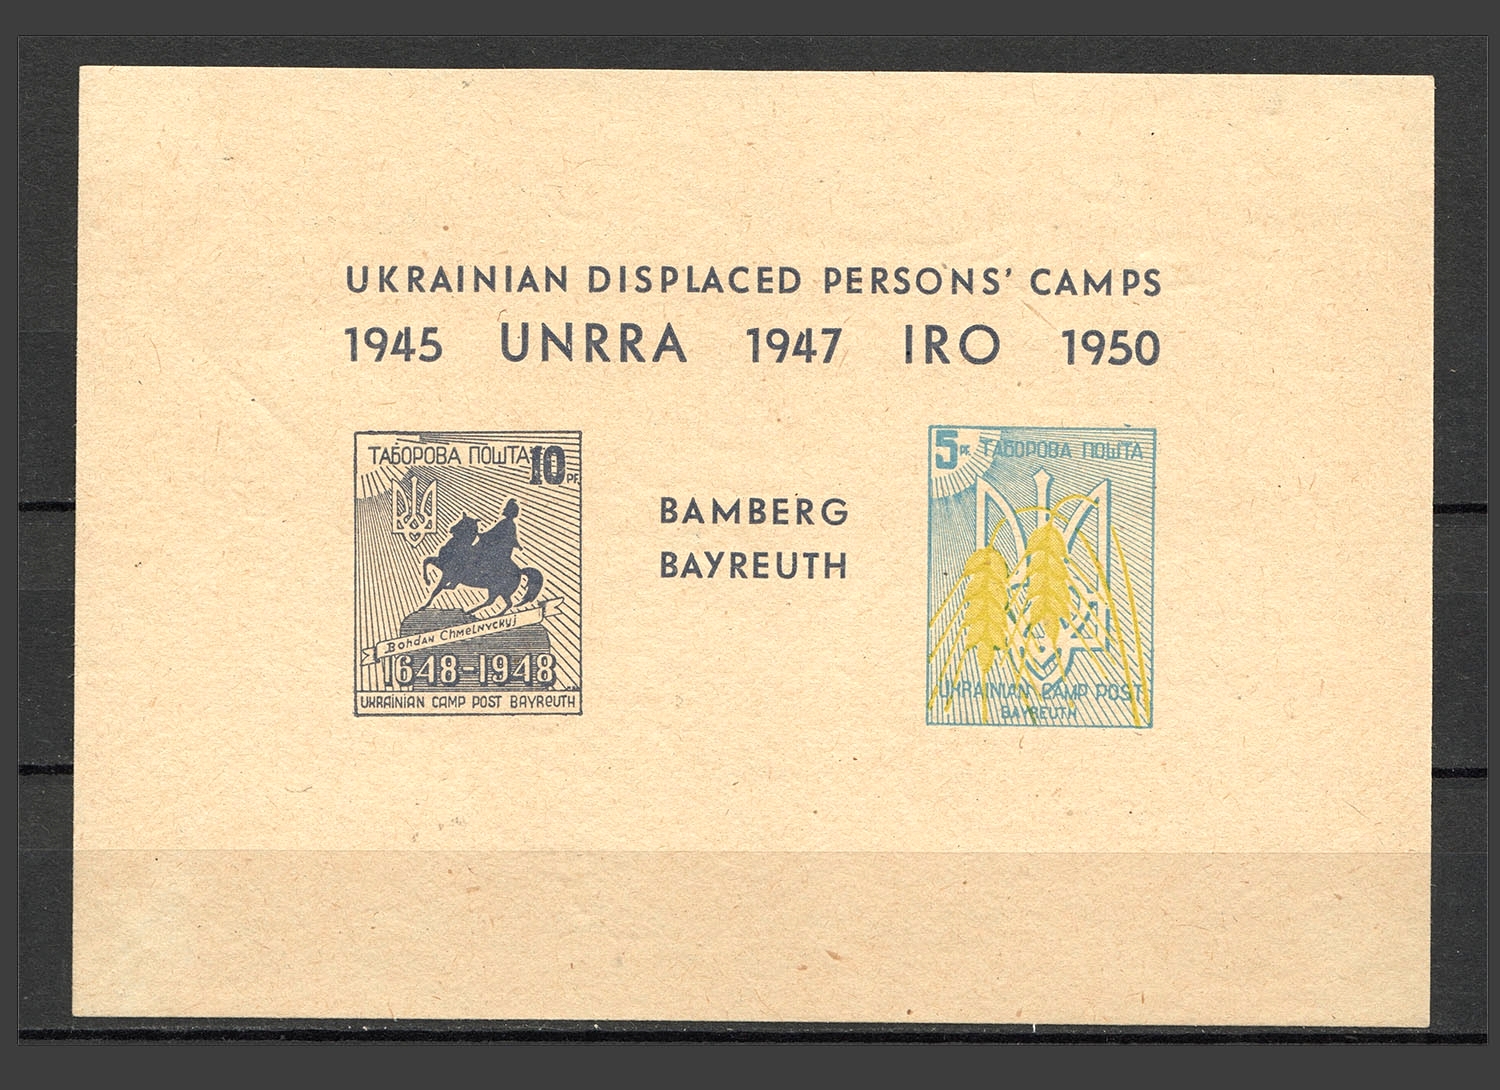 UKRAINIAN DISPLACED PERSONS' CAMPS
1945 UNRRA 1947 IRO 1950
ТАБОРОВА ПОШТА 10 PF.
Bohdan Chmelnyckyj
1648-1948
UKRAINIAN CAMP POST BAYREUTH
BAMBERG
BAYREUTH
5 PF. ТАБОРОВА ПОШТА
UKRAINIAN CAMP POST
BAYREUTH